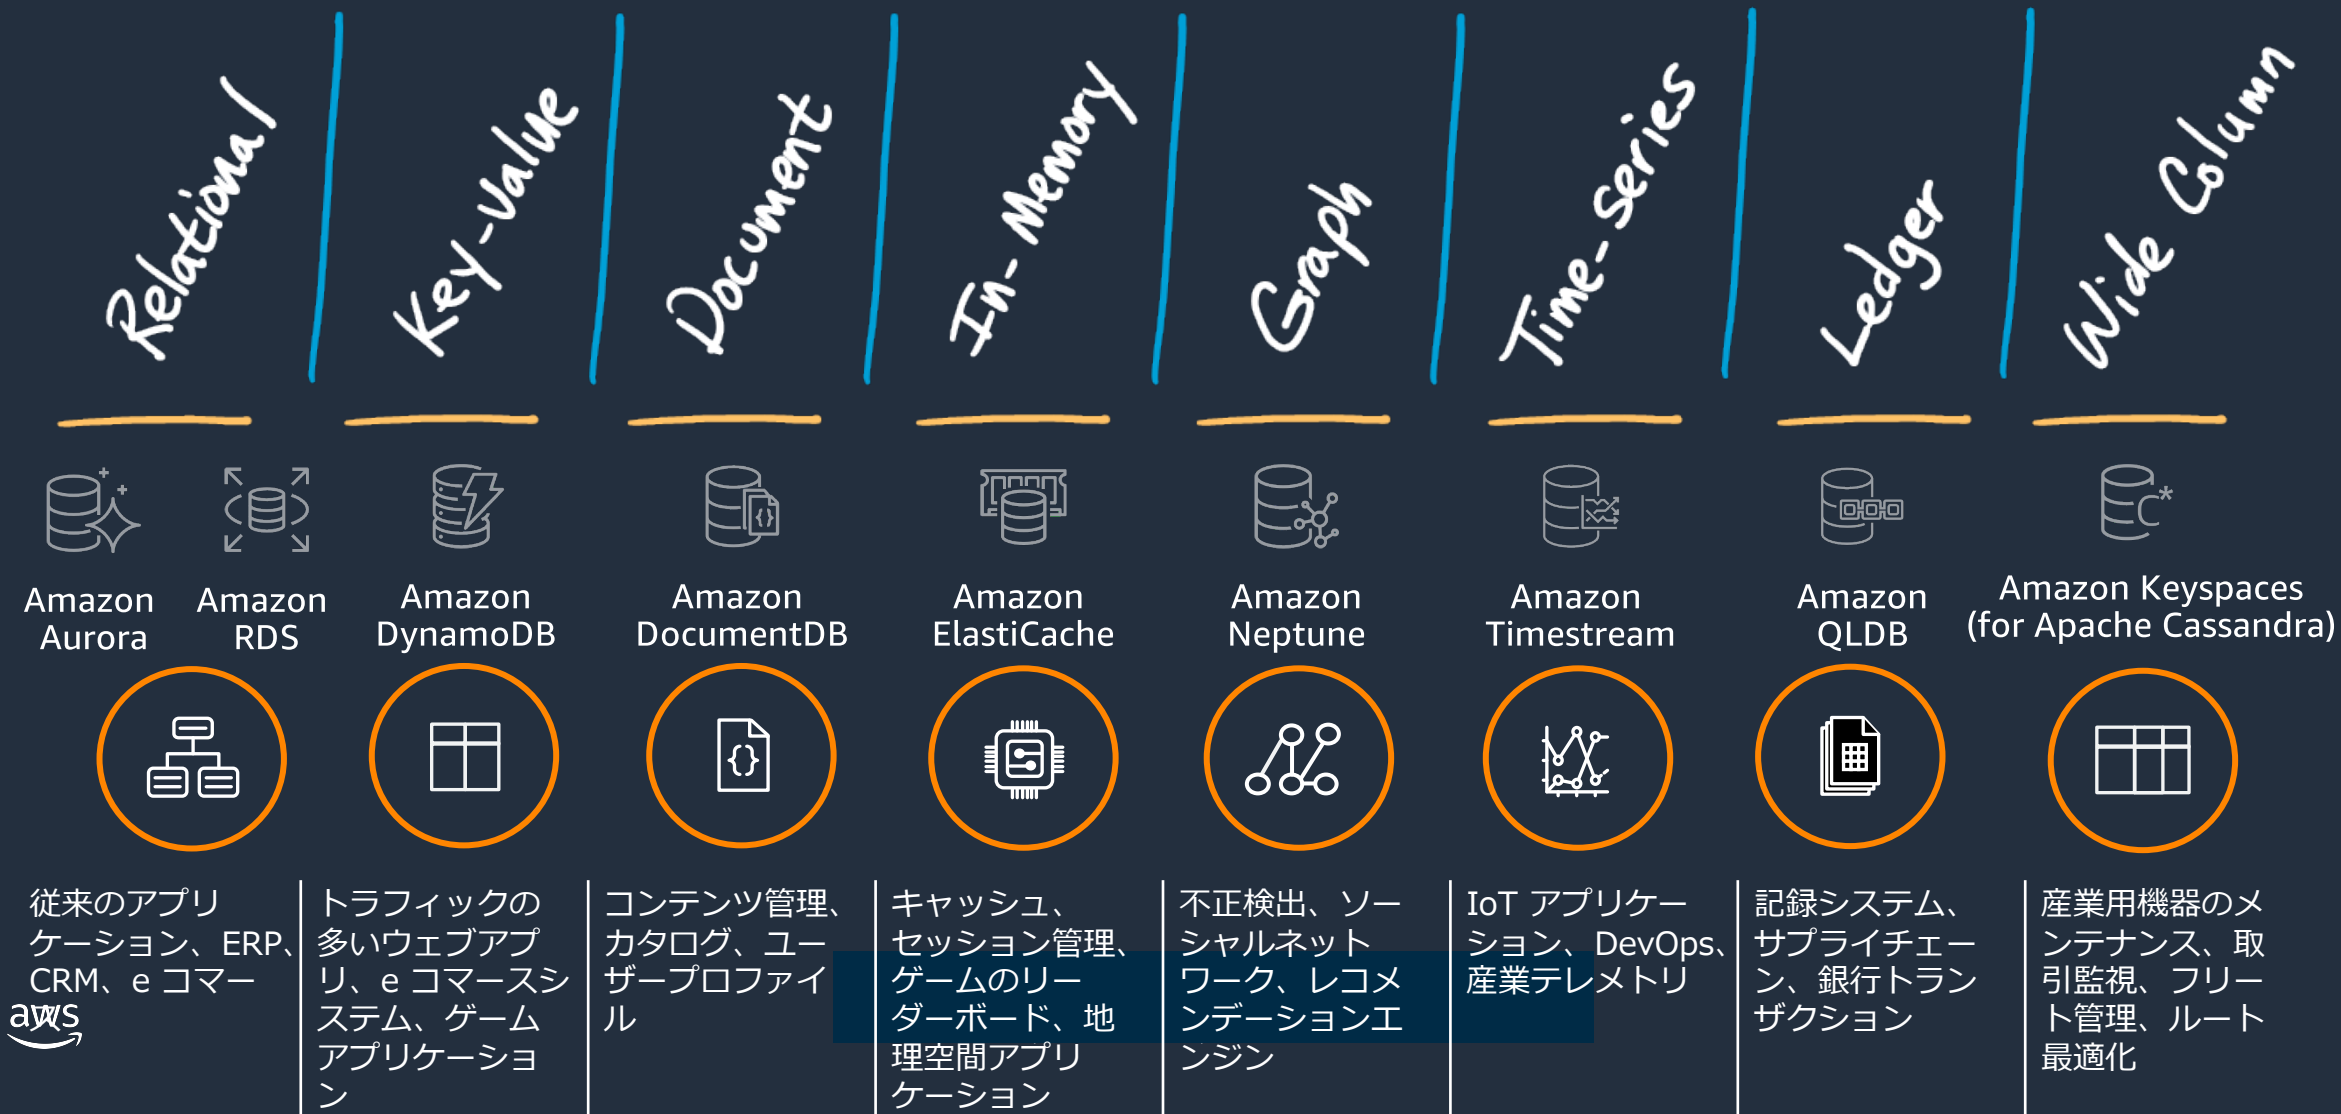 Relational
Key-value
Document
In-Memory
Graph
Time-series
Ledger
Wide Column
Amazon
Aurora
Amazon
RDS
Amazon
DynamoDB
Amazon
DocumentDB
Amazon
ElastiCache
Amazon
Neptune
Amazon
Timestream
Amazon
QLDB
Amazon Keyspaces
(for Apache Cassandra)
従来のアプリ
ケーション、ERP、
CRM、e コマー
ス
トラフィックの
多いウェブアプ
リ、e コマースシ
ステム、ゲーム
アプリケーショ
ン
コンテンツ管理、
カタログ、ユー
ザープロファイ
ル
キャッシュ、
セッション管理、
ゲームのリー
ダーボード、地
理空間アプリ
ケーション
不正検出、ソー
シャルネット
ワーク、レコメ
ンデーションエ
ンジン
IoT アプリケー
ション、DevOps、
産業テレメトリ
記録システム、
サプライチェー
ン、銀行トラン
ザクション
産業用機器のメ
ンテナンス、取
引監視、フリー
ト管理、ルート
最適化
aws